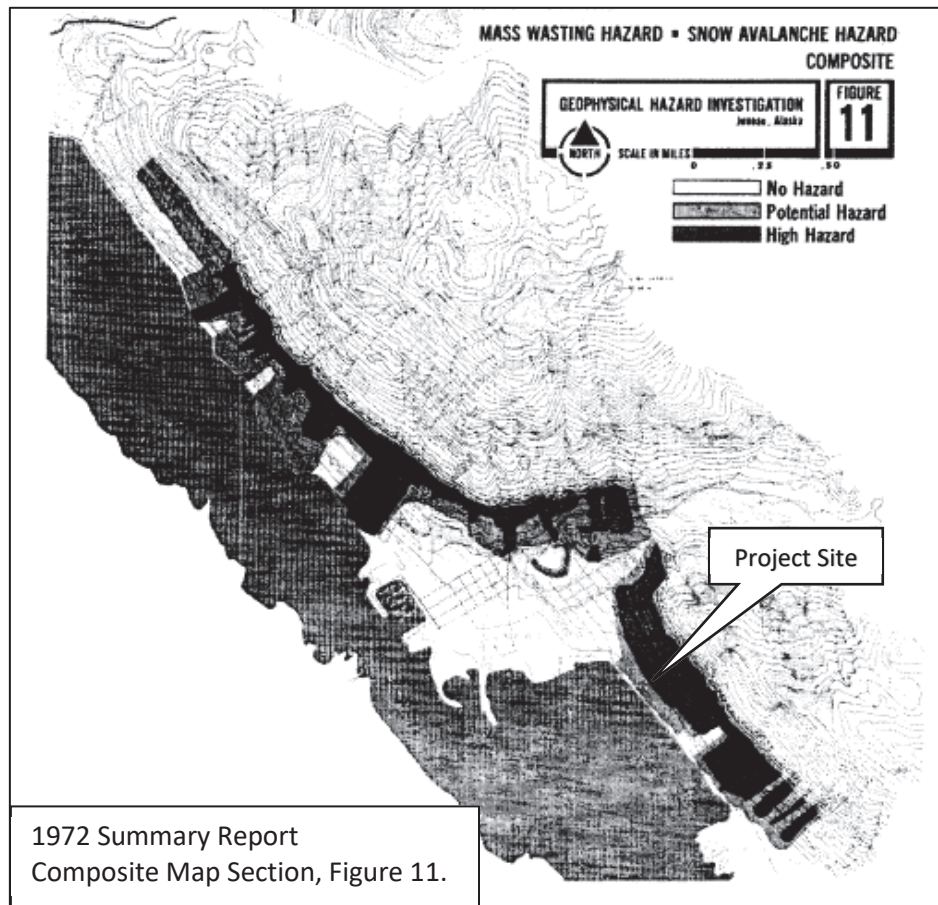 MASS WASTING HAZARD ▪ SNOW AVALANCHE HAZARD
COMPOSITE
GEOPHYSICAL HAZARD INVESTIGATION
Juneau, Alaska
FIGURE
11
NORTH
SCALE IN MILES
0 .25 .50
No Hazard
Potential Hazard
High Hazard
Project Site
1972 Summary Report
Composite Map Section, Figure 11.